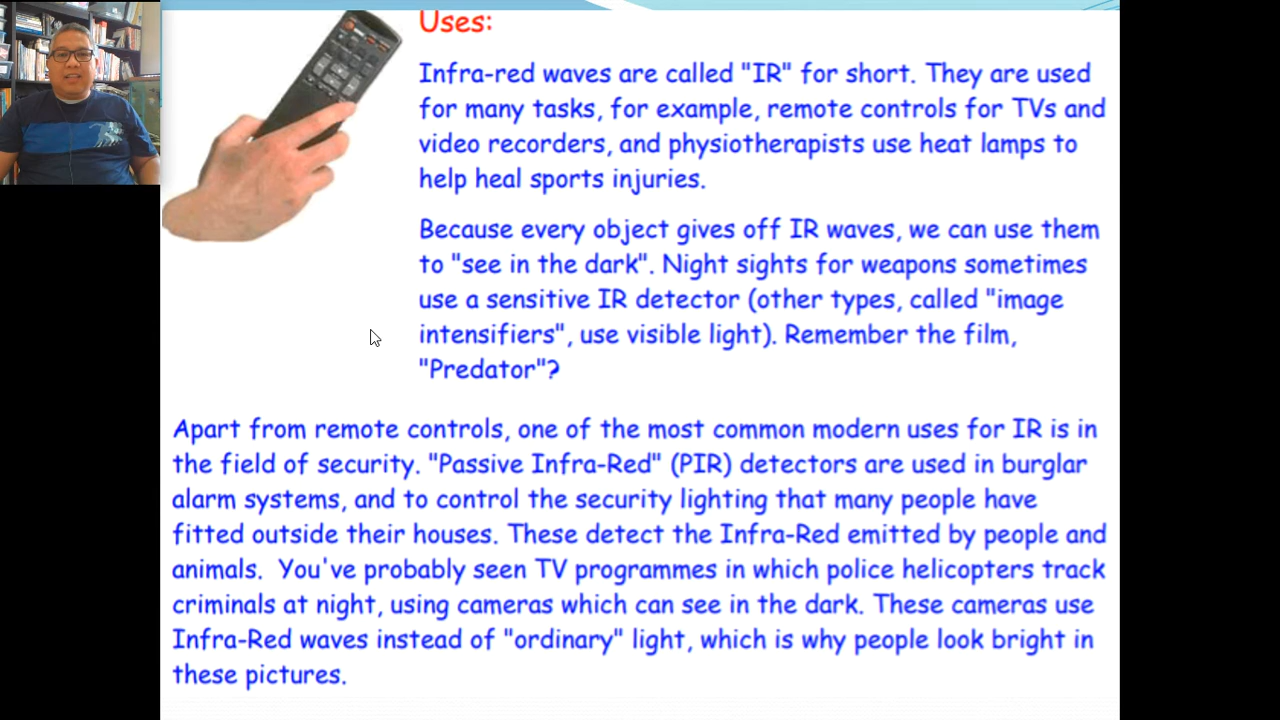 Uses:
Infra-red waves are called "IR" for short. They are used
for many tasks, for example, remote controls for TVs and
video recorders, and physiotherapists use heat lamps to
help heal sports injuries.
Because every object gives off IR waves, we can use them
to "see in the dark". Night sights for weapons sometimes
use a sensitive IR detector (other types, called "image
intensifiers", use visible light). Remember the film,
"Predator"?
Apart from remote controls, one of the most common modern uses for IR is in
the field of security. "Passive Infra-Red" (PIR) detectors are used in burglar
alarm systems, and to control the security lighting that many people have
fitted outside their houses. These detect the Infra-Red emitted by people and
animals.  You've probably seen TV programmes in which police helicopters track
criminals at night, using cameras which can see in the dark. These cameras use
Infra-Red waves instead of "ordinary" light, which is why people look bright in
these pictures.